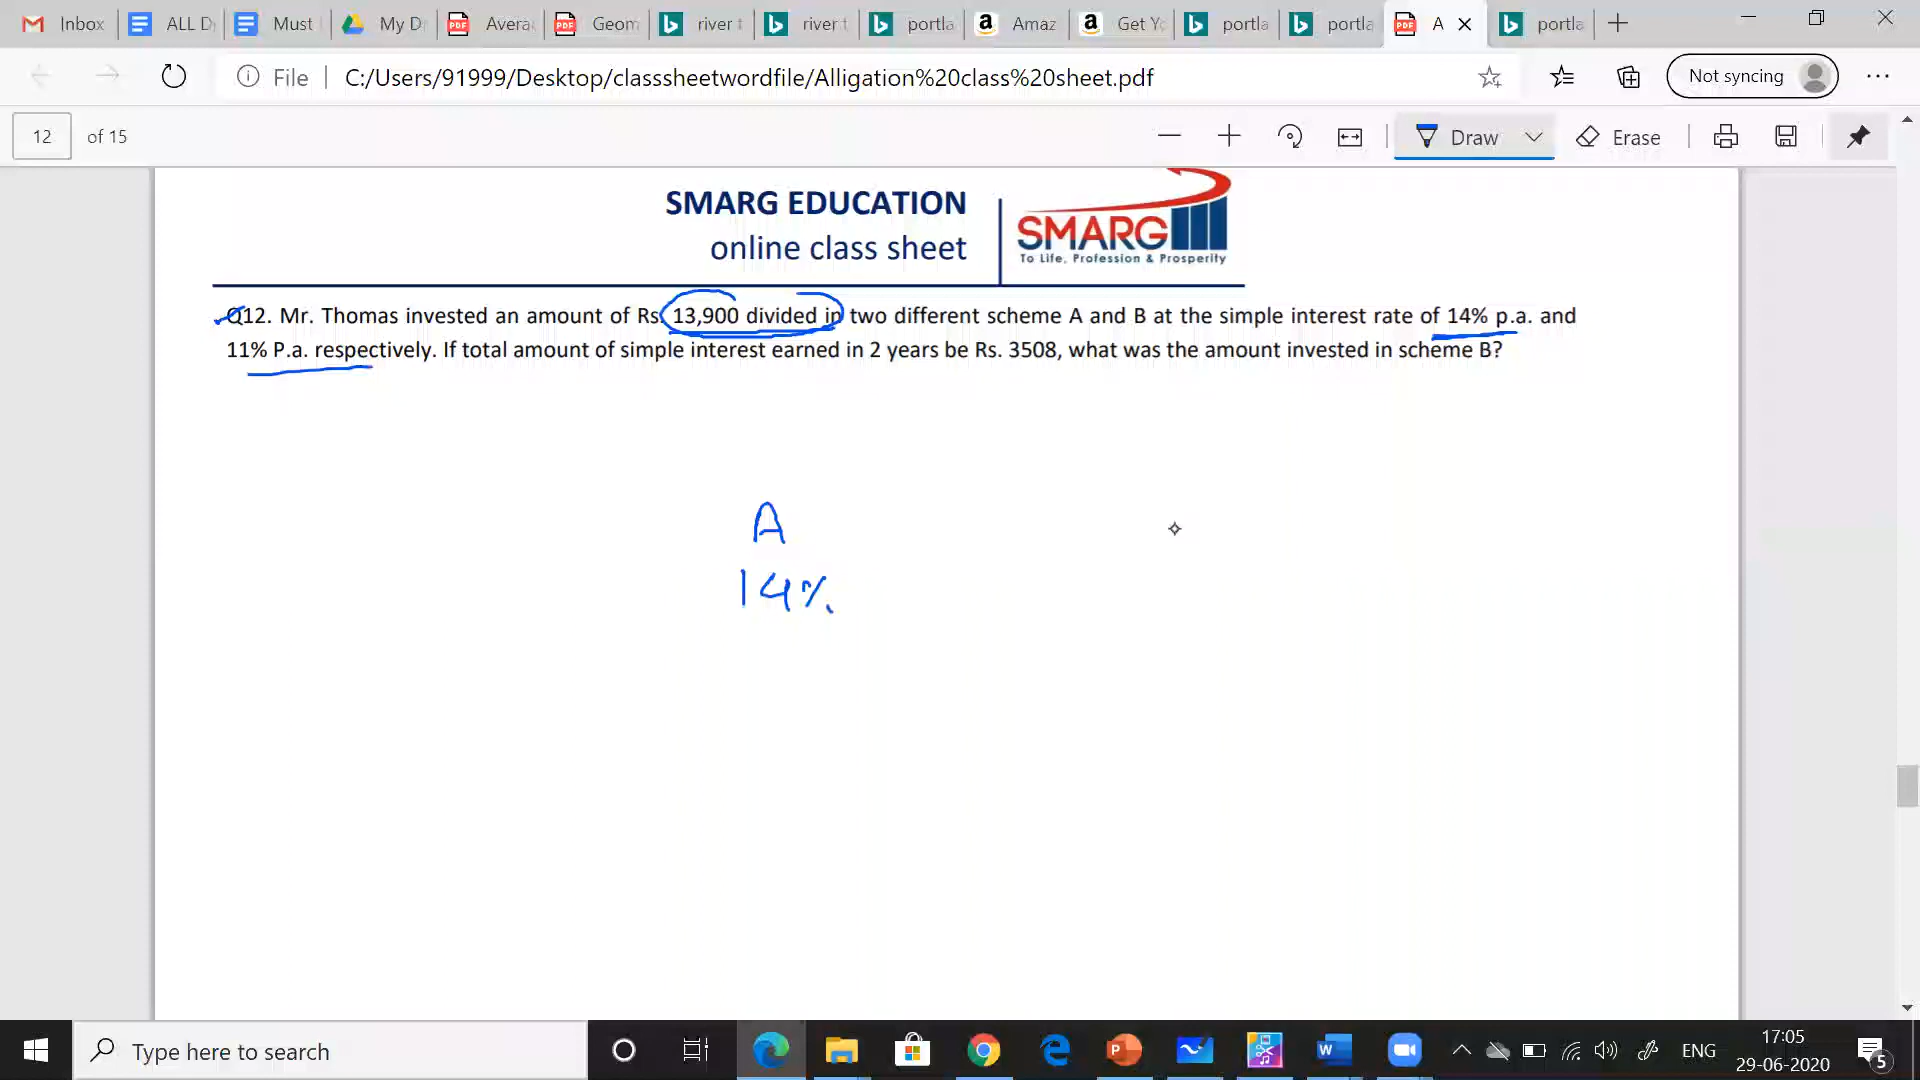 Inbox ALL D Must My D Avera Geom river t river t portla Amaz Get Yo portla portla A portla
File C:/Users/91999/Desktop/classsheetwordfile/Alligation%20class%20sheet.pdf Not syncing
12 of 15 Draw Erase
SMARG EDUCATION
online class sheet
SMARG
To Life, Profession & Prosperity
Q12. Mr. Thomas invested an amount of Rs. 13,900 divided in two different scheme A and B at the simple interest rate of 14% p.a. and
11% P.a. respectively. If total amount of simple interest earned in 2 years be Rs. 3508, what was the amount invested in scheme B?
A
14%
Type here to search ENG 17:05
29-06-2020 5